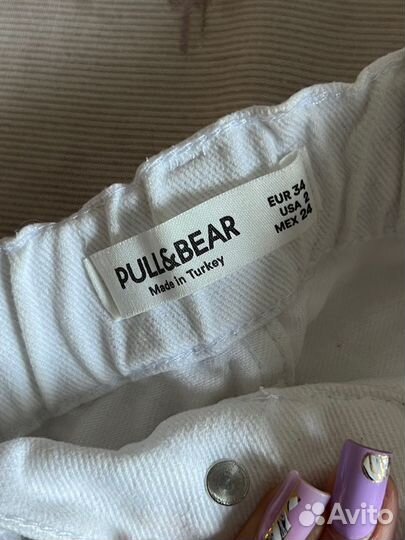 PULL&BEAR
Made in Turkey
EUR 34
USA 2
MEX 24
Avito